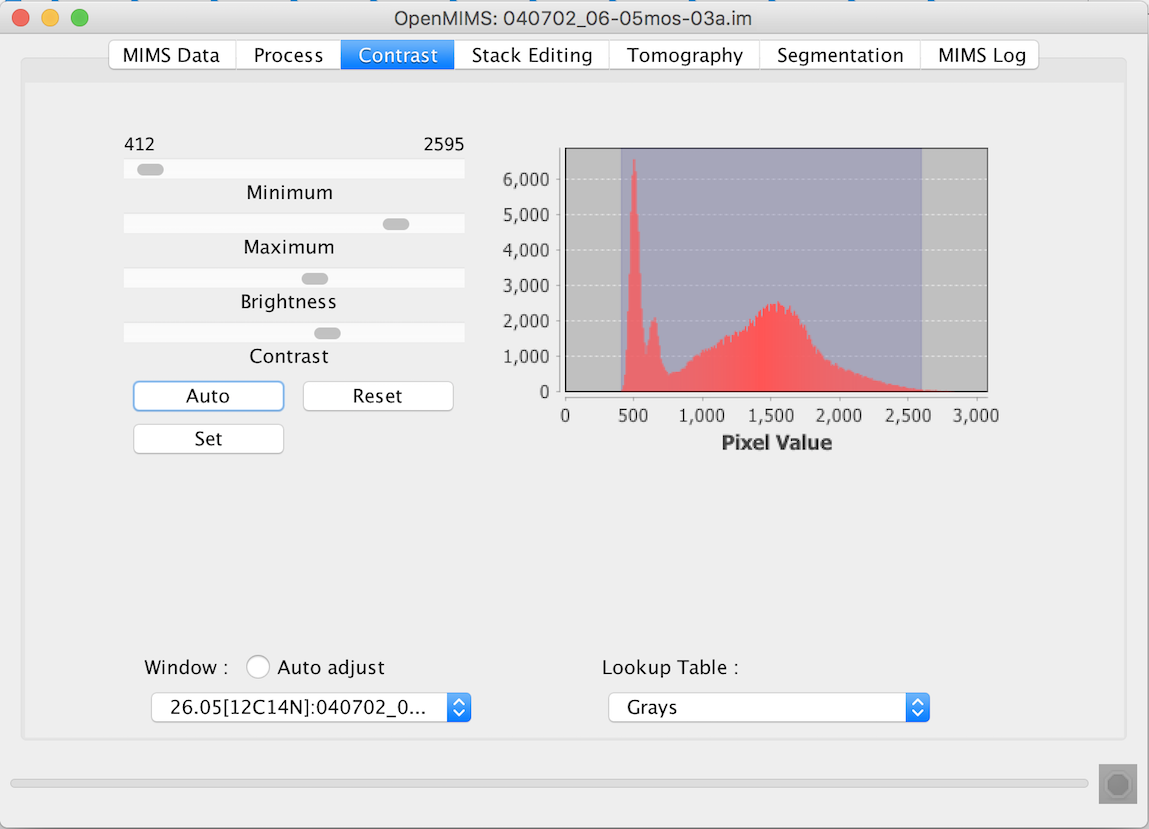 OpenMIMS: 040702_06-05mos-03a.im
MIMS Data Process Contrast Stack Editing Tomography Segmentation MIMS Log
412 2595
Minimum
Maximum
Brightness
Contrast
Auto Reset
Set
6,000
5,000
4,000
3,000
2,000
1,000
0
0 500 1,000 1,500 2,000 2,500 3,000
Pixel Value
Window : Auto adjust Lookup Table :
26.05[12C14N]:040702_0... Grays